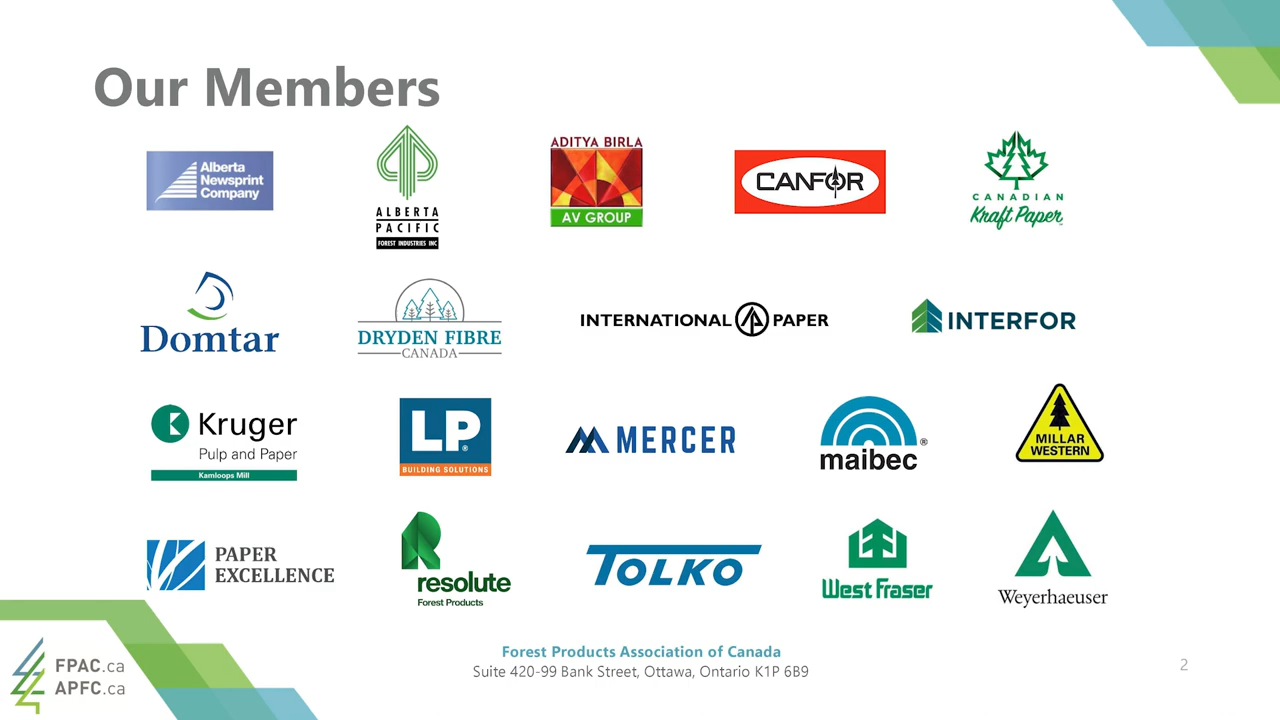 Our Members
Alberta
Newsprint
Company
ALBERTA
PACIFIC
FOREST INDUSTRIES INC
ADITYA BIRLA
AV GROUP
CANFOR
CANADIAN
Kraft Paper
Domtar
DRYDEN FIBRE
CANADA
INTERNATIONAL PAPER
INTERFOR
Kruger
Pulp and Paper
Kamloops Mill
LP®
BUILDING SOLUTIONS
MERCER
maibec®
MILLAR
WESTERN
PAPER
EXCELLENCE
resolute
Forest Products
TOLKO
West Fraser
Weyerhaeuser
FPAC.ca
APFC.ca
Forest Products Association of Canada
Suite 420-99 Bank Street, Ottawa, Ontario K1P 6B9
2